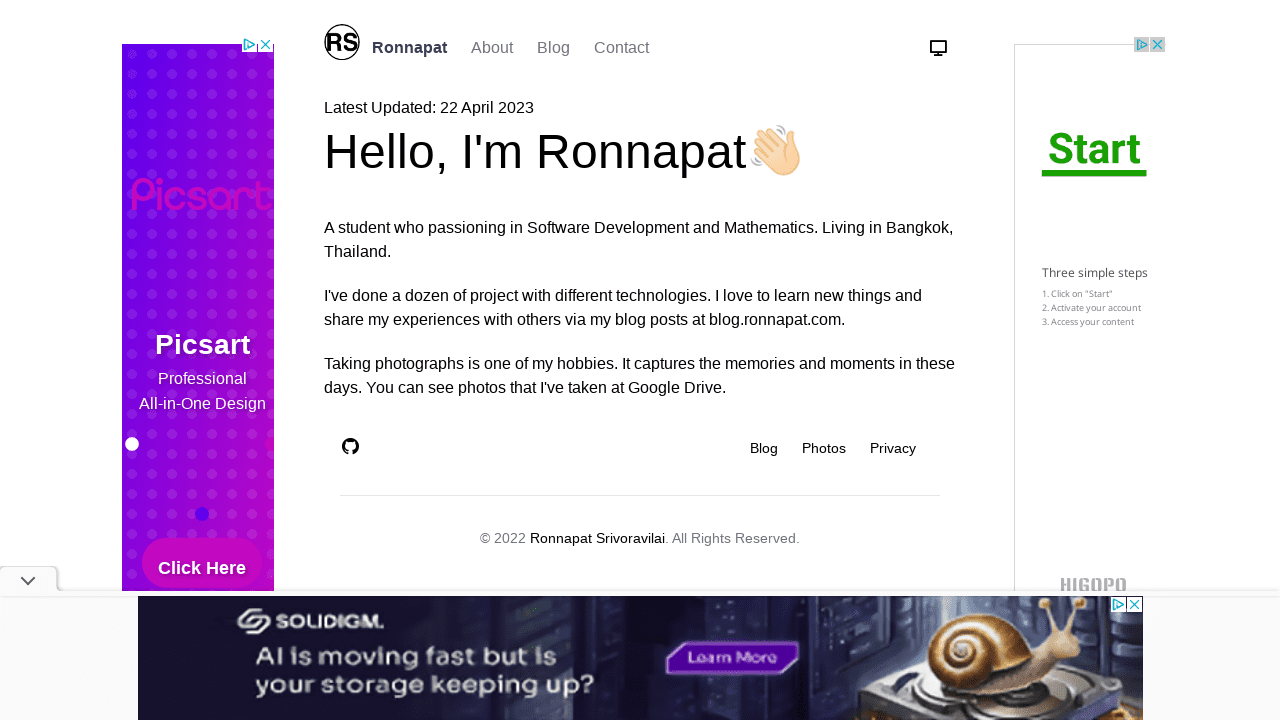 RS
Ronnapat
About
Blog
Contact
Latest Updated: 22 April 2023
Hello, I'm Ronnapat👋🏻
A student who passioning in Software Development and Mathematics. Living in Bangkok,
Thailand.
I've done a dozen of project with different technologies. I love to learn new things and
share my experiences with others via my blog posts at blog.ronnapat.com.
Taking photographs is one of my hobbies. It captures the memories and moments in these
days. You can see photos that I've taken at Google Drive.
Blog
Photos
Privacy
© 2022 Ronnapat Srivoravilai. All Rights Reserved.
Picsart
Picsart
Professional
All-in-One Design
Click Here
Start
Three simple steps
1. Click on "Start"
2. Activate your account
3. Access your content
HIGOPO
SOLIDIGM.
AI is moving fast but is
your storage keeping up?
Learn More